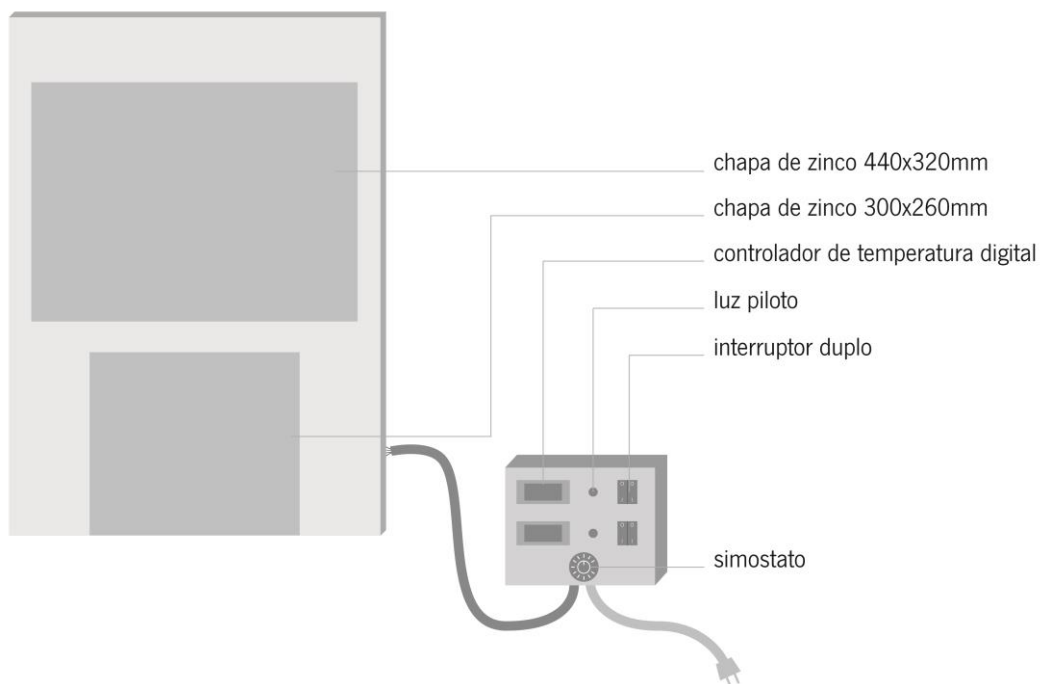 chapa de zinco 440x320mm
chapa de zinco 300x260mm
controlador de temperatura digital
luz piloto
interruptor duplo
simostato